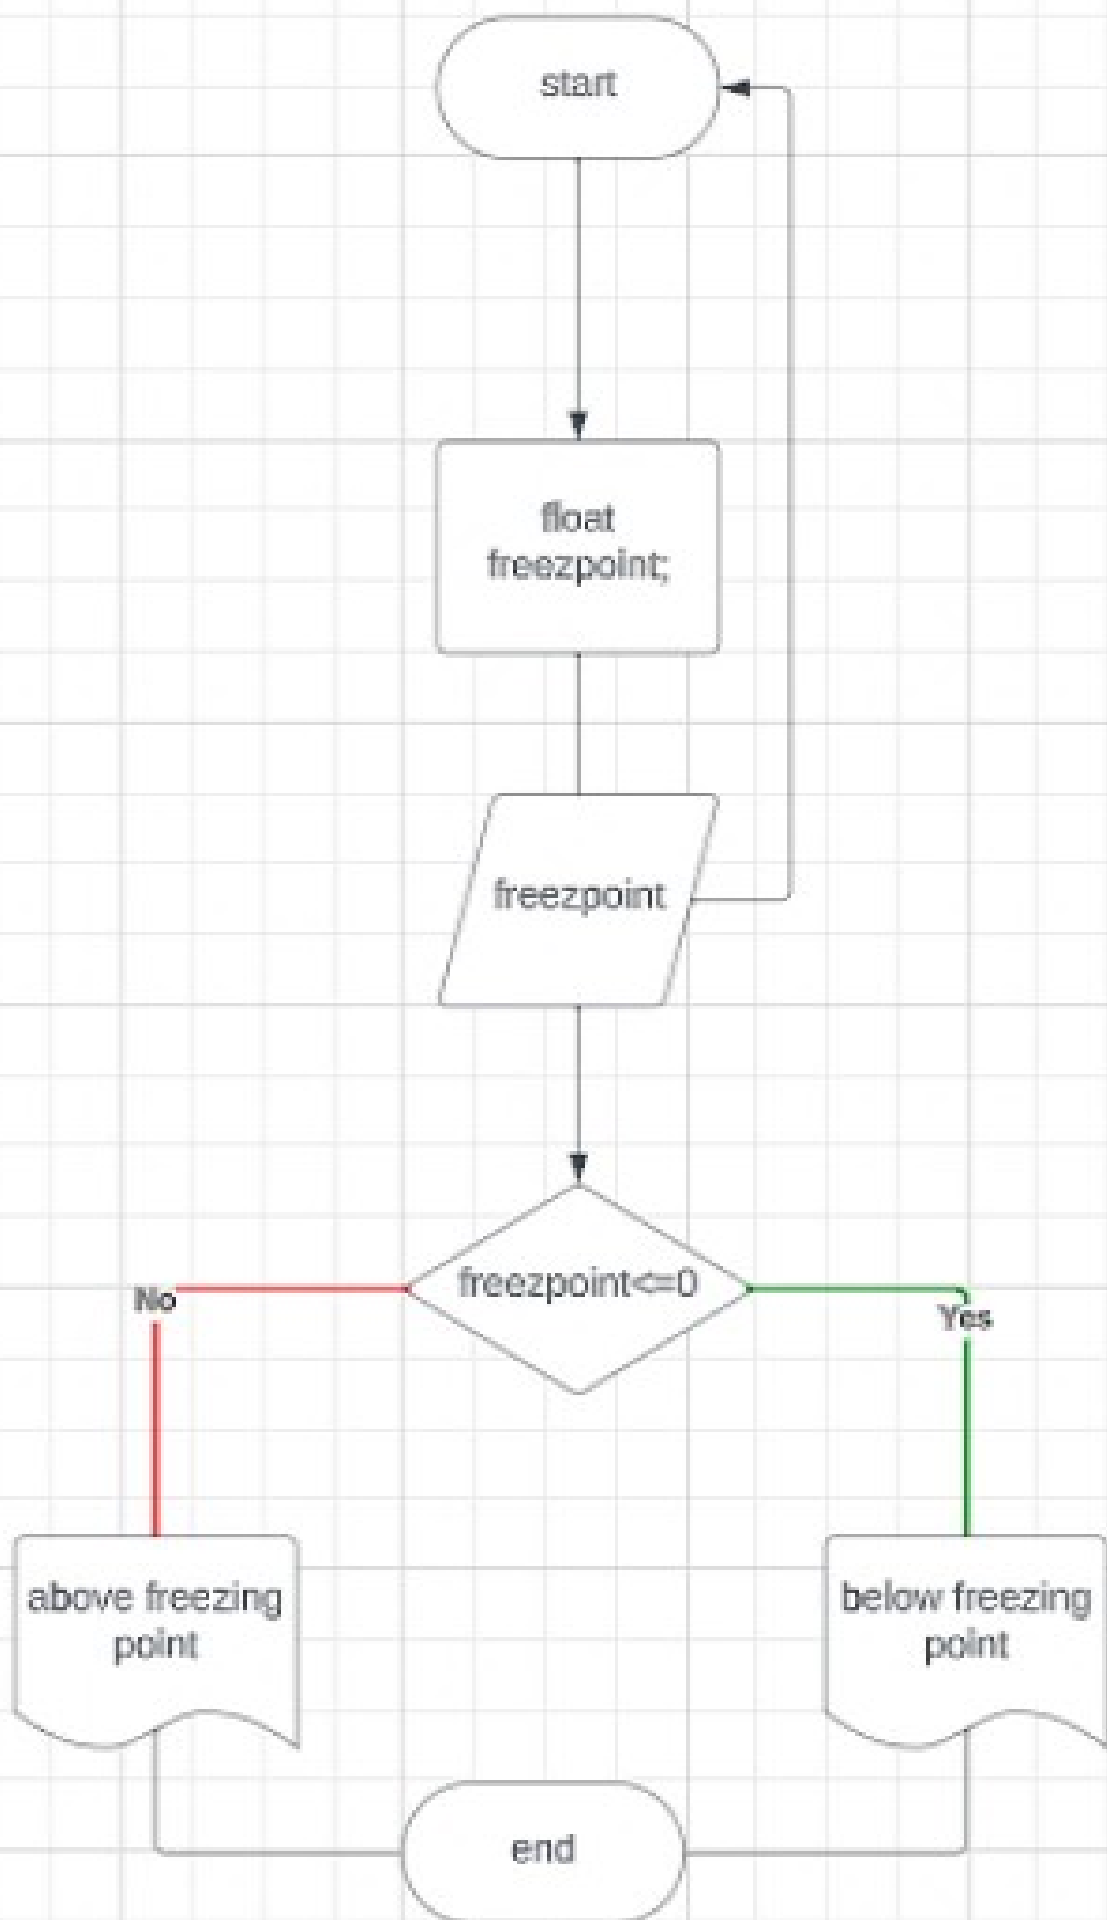 start
float
freezpoint;
freezpoint
freezpoint<=0
No
Yes
above freezing
point
below freezing
point
end